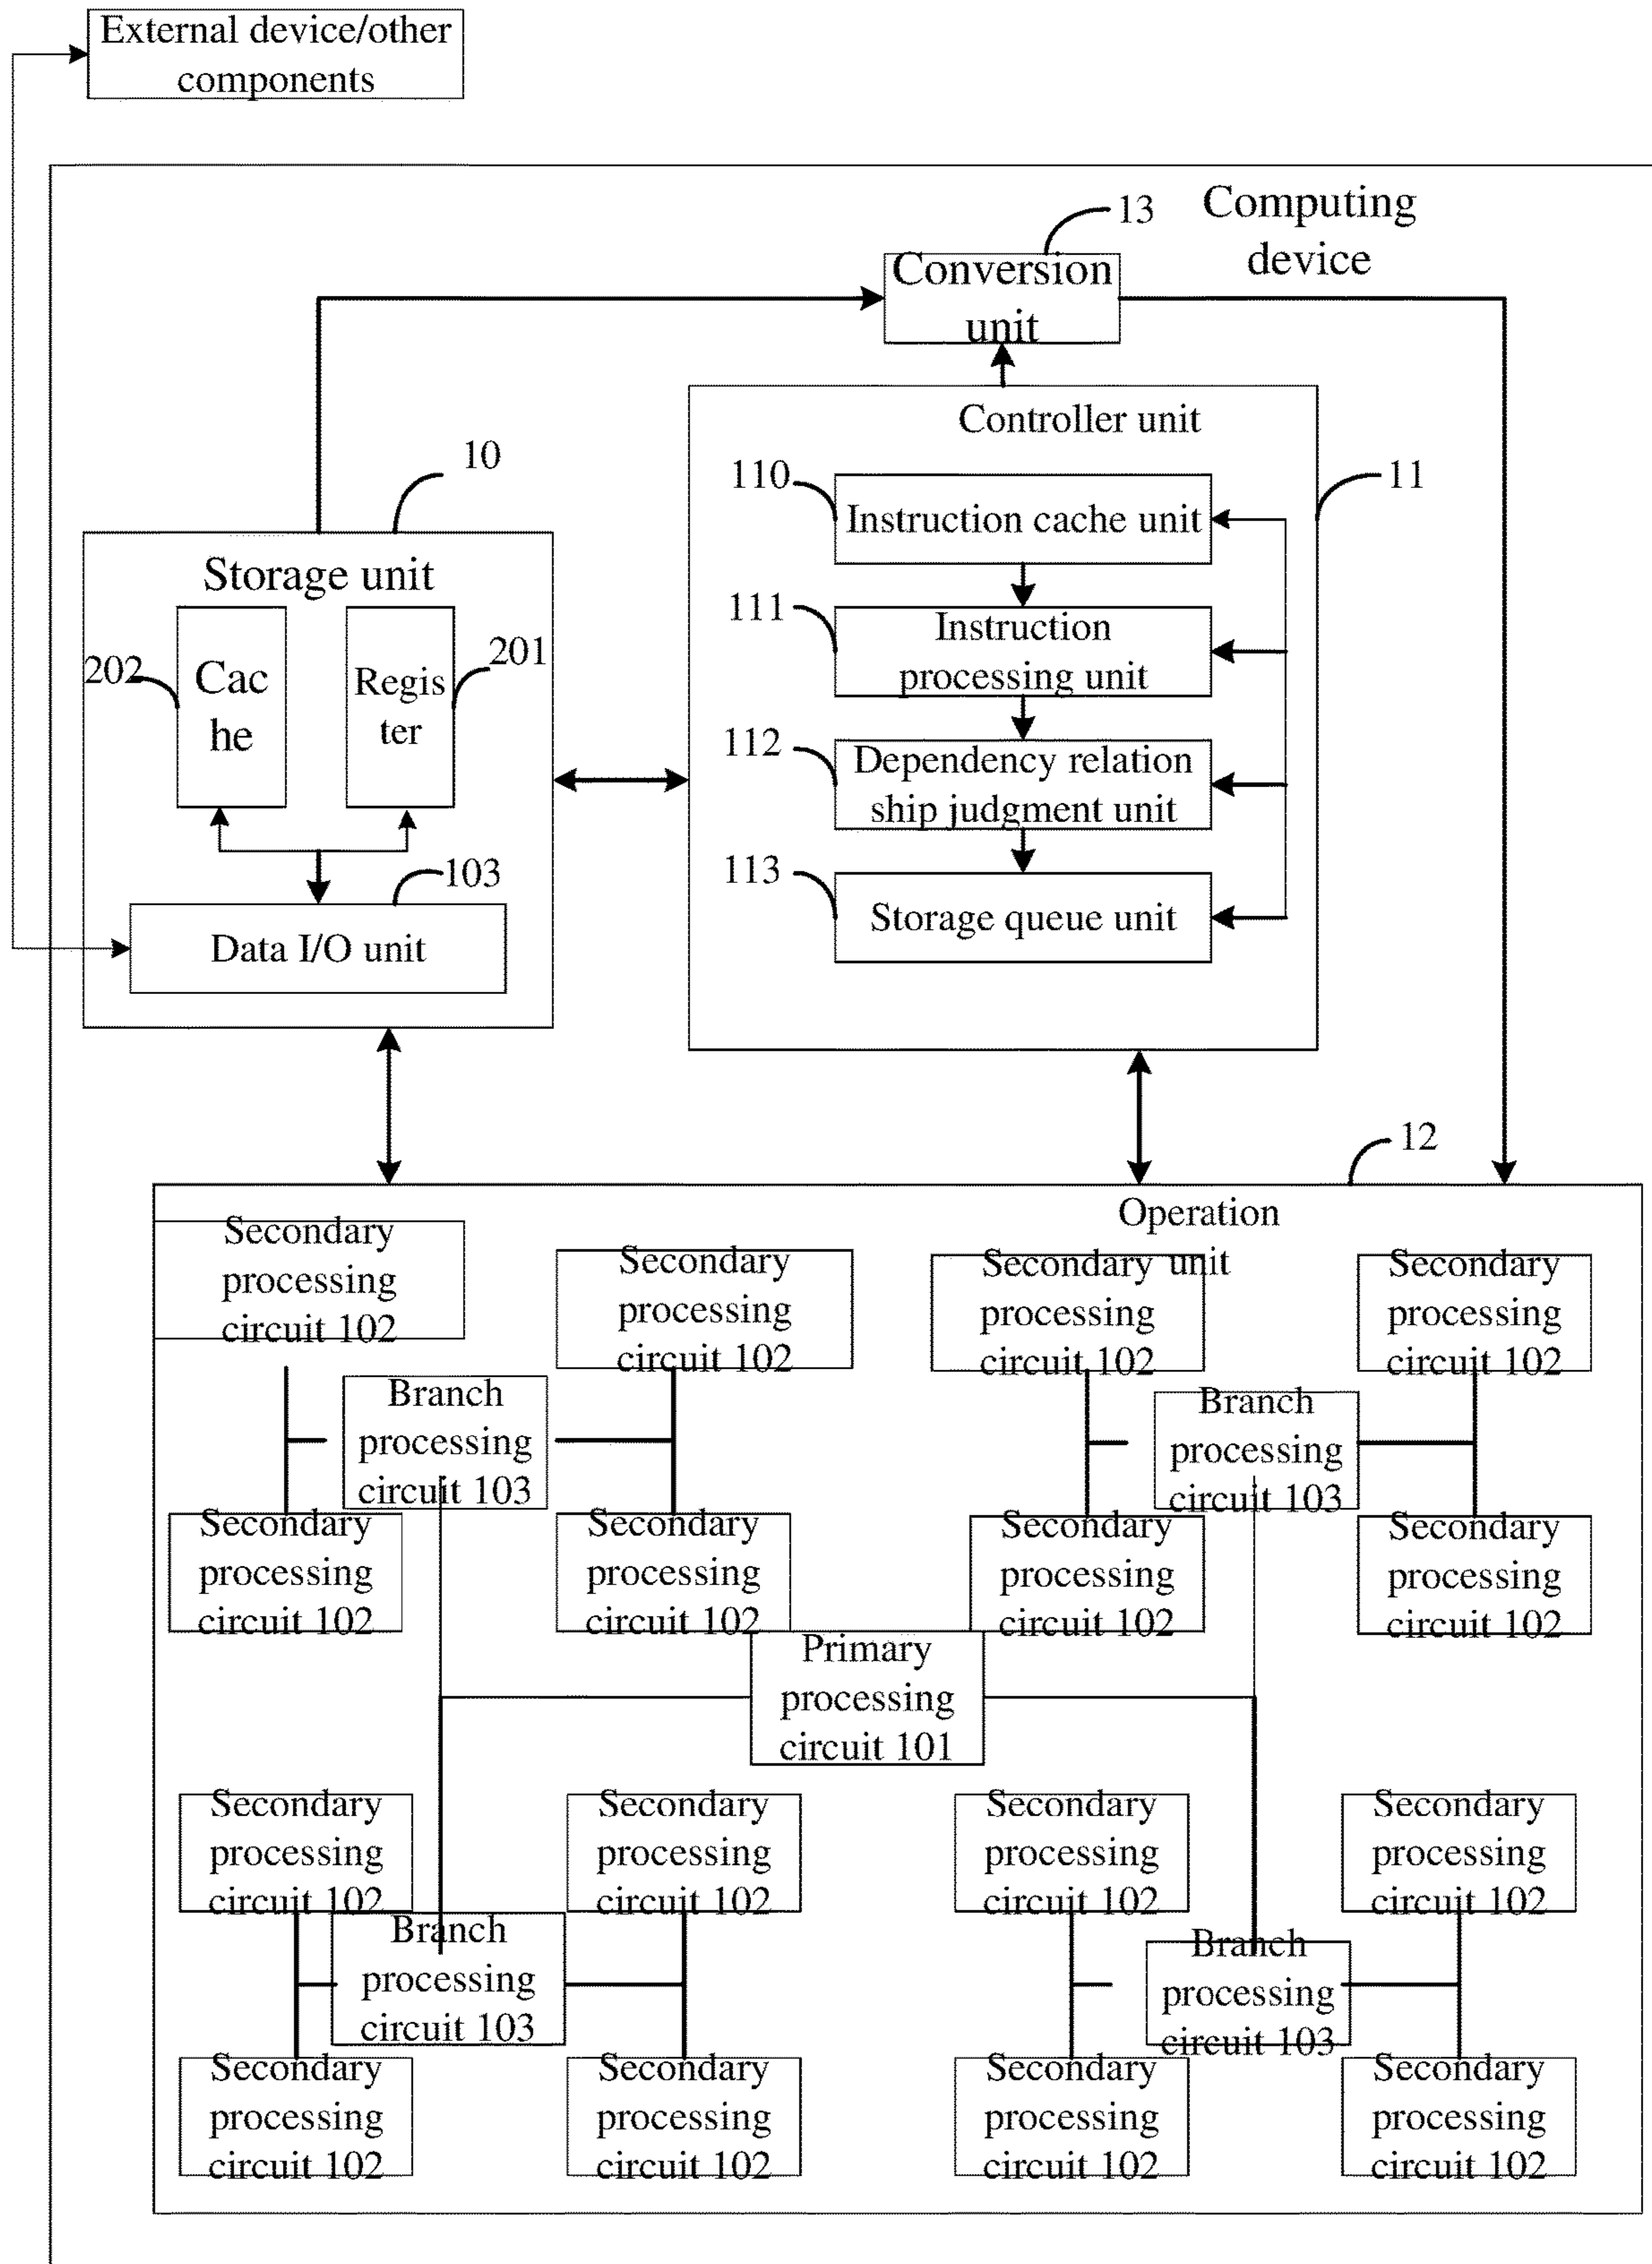 External device/other
components
13
Computing
device
Conversion
unit
Controller unit
10
110
Instruction cache unit
11
Storage unit
111
Instruction
processing unit
202
Cac
he
Regis
ter
201
112
Dependency relation
ship judgment unit
113
Storage queue unit
103
Data I/O unit
12
Operation
unit
Secondary
processing
circuit 102
Secondary
processing
circuit 102
Secondary
processing
circuit 102
Secondary
processing
circuit 102
Branch
processing
circuit 103
Branch
processing
circuit 103
Secondary
processing
circuit 102
Secondary
processing
circuit 102
Secondary
processing
circuit 102
Secondary
processing
circuit 102
Primary
processing
circuit 101
Secondary
processing
circuit 102
Secondary
processing
circuit 102
Secondary
processing
circuit 102
Secondary
processing
circuit 102
Branch
processing
circuit 103
Branch
processing
circuit 103
Secondary
processing
circuit 102
Secondary
processing
circuit 102
Secondary
processing
circuit 102
Secondary
processing
circuit 102